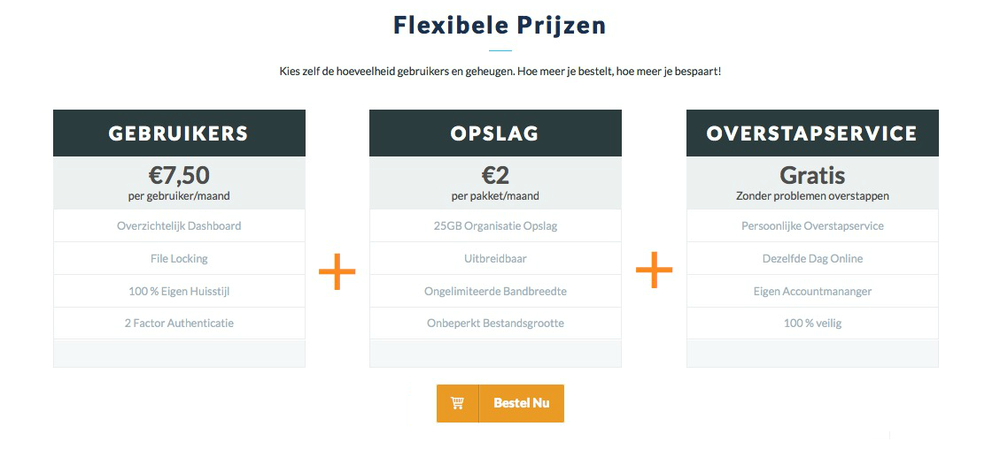 Flexibele Prijzen
Kies zelf de hoeveelheid gebruikers en geheugen. Hoe meer je bestelt, hoe meer je bespaart!
GEBRUIKERS
€7,50
per gebruiker/maand
Overzichtelijk Dashboard
File Locking
100 % Eigen Huisstijl
2 Factor Authenticatie
+
OPSLAG
€2
per pakket/maand
25GB Organisatie Opslag
Uitbreidbaar
Ongelimiteerde Bandbreedte
Onbeperkt Bestandsgrootte
+
OVERSTAPSERVICE
Gratis
Zonder problemen overstappen
Persoonlijke Overstapservice
Dezelfde Dag Online
Eigen Accountmananger
100 % veilig
Bestel Nu